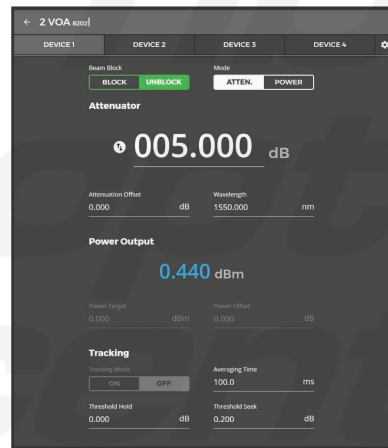 ← 2 VOA 8202
DEVICE 1 DEVICE 2 DEVICE 3 DEVICE 4
Beam Block Mode
BLOCK UNBLOCK ATTEN. POWER
Attenuator
005.000 dB
Attenuation Offset Wavelength
0.000 dB 1550.000 nm
Power Output
0.440 dBm
Power Target Power Offset
0.000 dBm 0.000 dB
Tracking
Tracking Mode Averaging Time
ON OFF 100.0 ms
Threshold Hold Threshold Seek
0.000 dB 0.200 dB